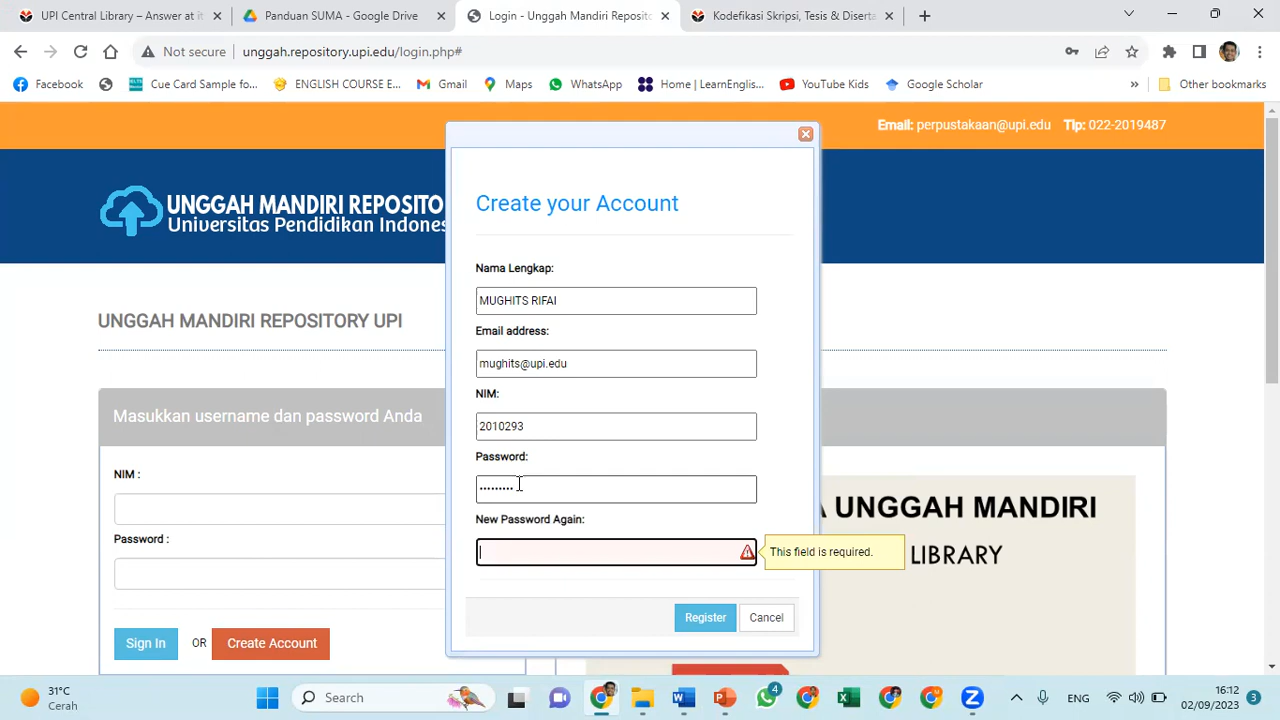 UPI Central Library – Answer at it
Panduan SUMA - Google Drive
Login - Unggah Mandiri Reposito
Kodefikasi Skripsi, Tesis & Diserta
Not secure
unggah.repository.upi.edu/login.php#
Facebook
Cue Card Sample fo...
ENGLISH COURSE E...
Gmail
Maps
WhatsApp
Home | LearnEnglis...
YouTube Kids
Google Scholar
Other bookmarks
Email: perpustakaan@upi.edu Tlp: 022-2019487
UNGGAH MANDIRI REPOSITO
Universitas Pendidikan Indones
UNGGAH MANDIRI REPOSITORY UPI
Masukkan username dan password Anda
NIM :
Password :
Sign In
OR
Create Account
Create your Account
Nama Lengkap:
MUGHITS RIFAI
Email address:
mughits@upi.edu
NIM:
2010293
Password:
•••••••••
New Password Again:
This field is required.
Register
Cancel
UNGGAH MANDIRI
LIBRARY
31°C
Cerah
Search
4
ENG
16:12
02/09/2023
3